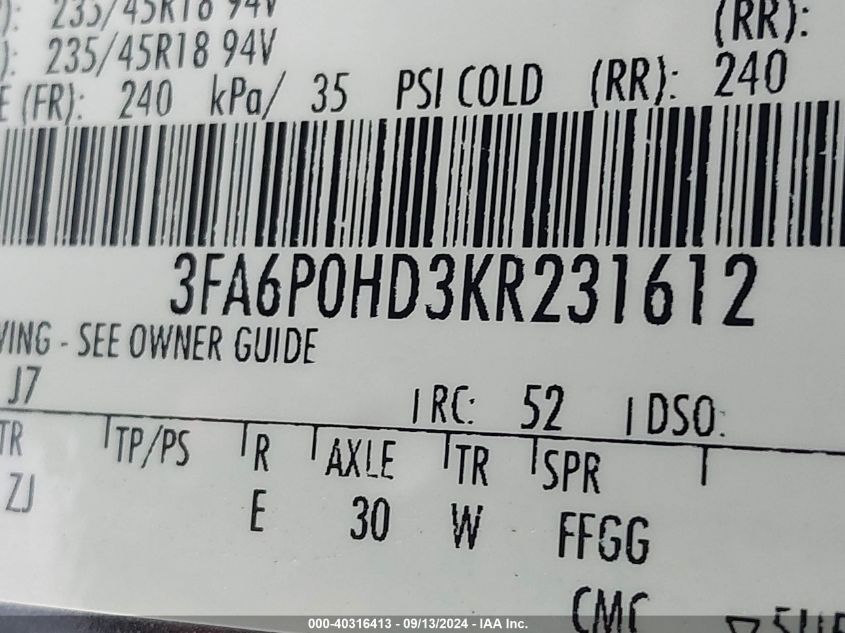 ): 235/45R18 94V (RR):
): 235/45R18 94V
E (FR): 240 kPa/ 35 PSI COLD (RR): 240
3FA6P0HD3KR231612
WING - SEE OWNER GUIDE
J7 RC: 52 DSO:
TR TP/PS R AXLE TR SPR
ZJ E 30 W FFGG
CMC
000-40316413 - 09/13/2024 - IAA Inc.